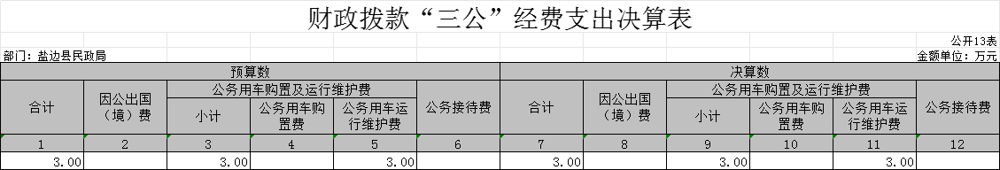 财政拨款“三公”经费支出决算表
公开13表
部门：盐边县民政局 金额单位：万元
预算数 决算数
合计 因公出国（境）费 公务用车购置及运行维护费 公务接待费 合计 因公出国（境）费 公务用车购置及运行维护费 公务接待费
小计 公务用车购置费 公务用车运行维护费 小计 公务用车购置费 公务用车运行维护费
1 2 3 4 5 6 7 8 9 10 11 12
3.00 3.00 3.00 3.00 3.00 3.00